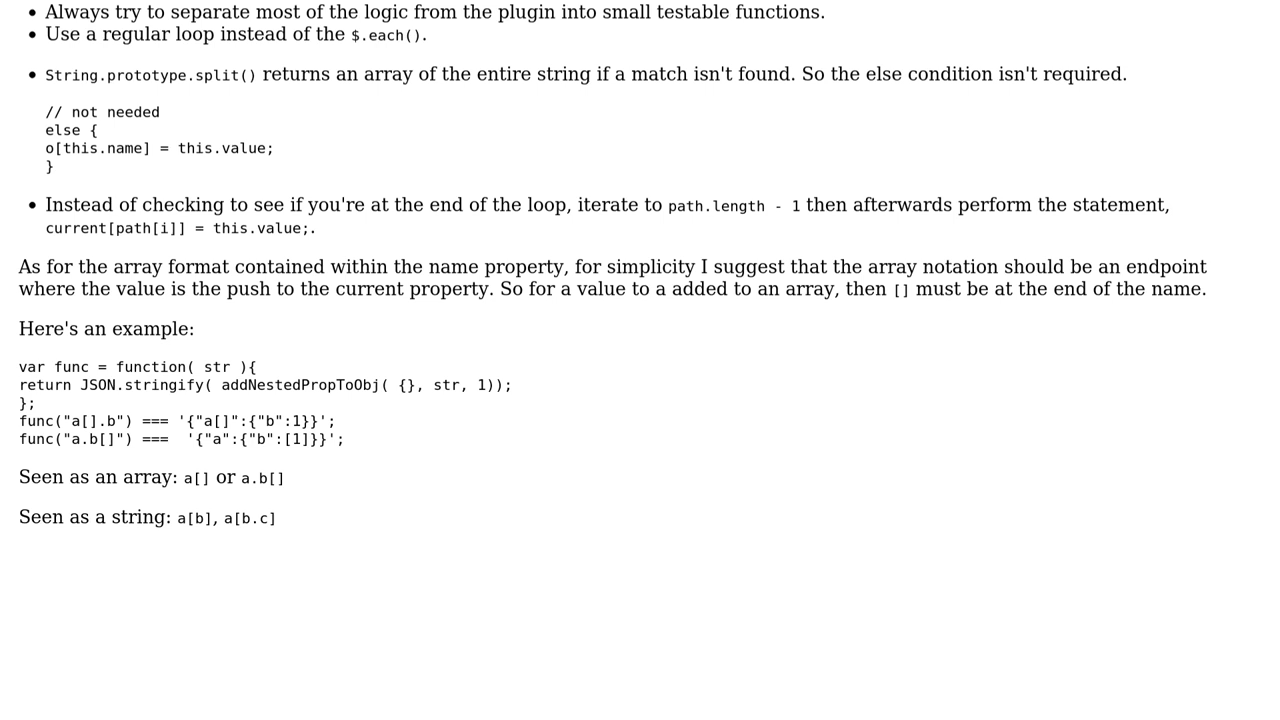 • Always try to separate most of the logic from the plugin into small testable functions.
• Use a regular loop instead of the $.each().
• String.prototype.split() returns an array of the entire string if a match isn't found. So the else condition isn't required.
// not needed
else {
o[this.name] = this.value;
}
• Instead of checking to see if you're at the end of the loop, iterate to path.length - 1 then afterwards perform the statement,
current[path[i]] = this.value;.
As for the array format contained within the name property, for simplicity I suggest that the array notation should be an endpoint
where the value is the push to the current property. So for a value to a added to an array, then [] must be at the end of the name.
Here's an example:
var func = function( str ){
return JSON.stringify( addNestedPropToObj( {}, str, 1));
};
func("a[].b") === '{"a[]":{"b":1}}';
func("a.b[]") ===  '{"a":{"b":[1]}}';
Seen as an array: a[] or a.b[]
Seen as a string: a[b], a[b.c]